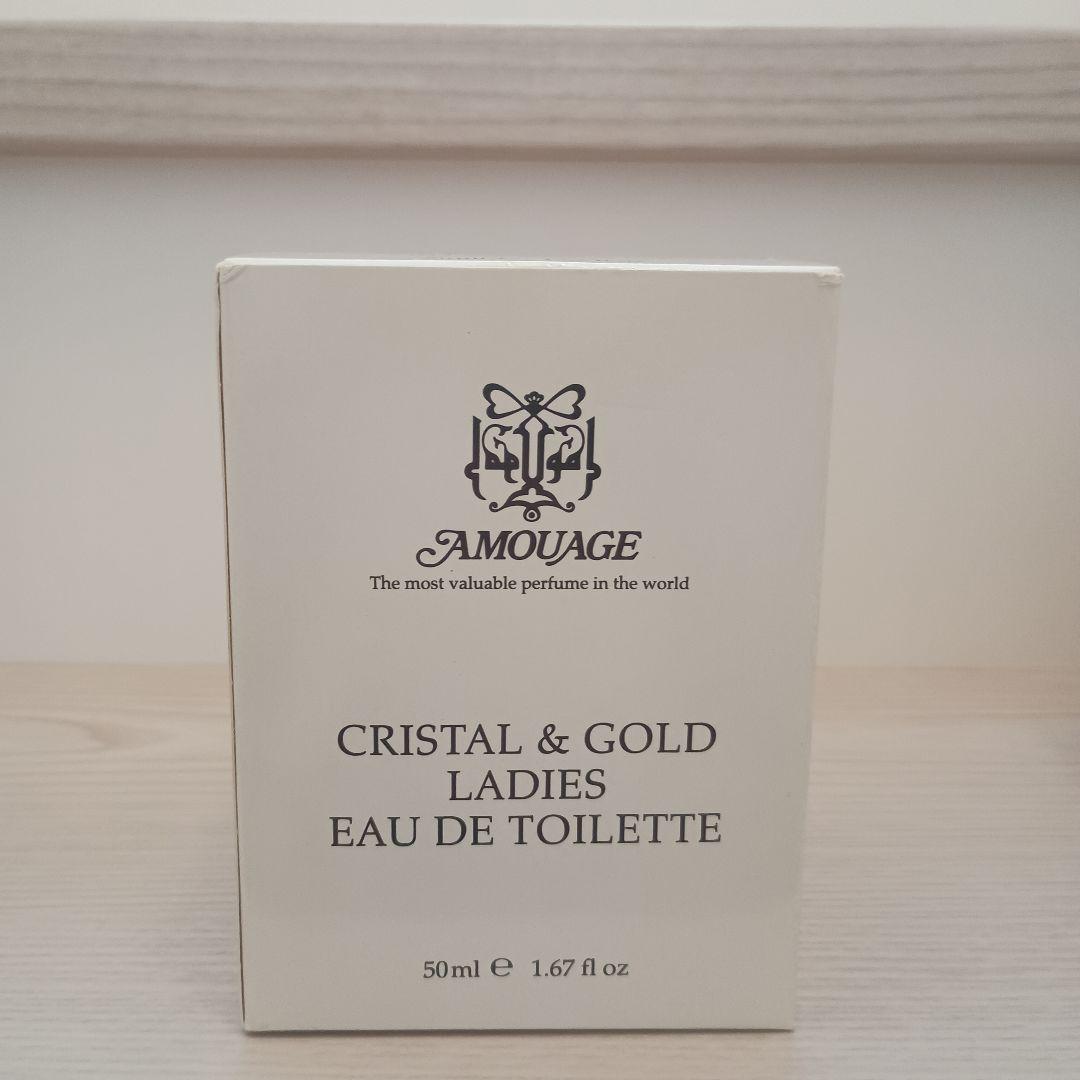 AMOUAGE
The most valuable perfume in the world
CRISTAL & GOLD
LADIES
EAU DE TOILETTE
50ml ℮ 1.67 fl oz